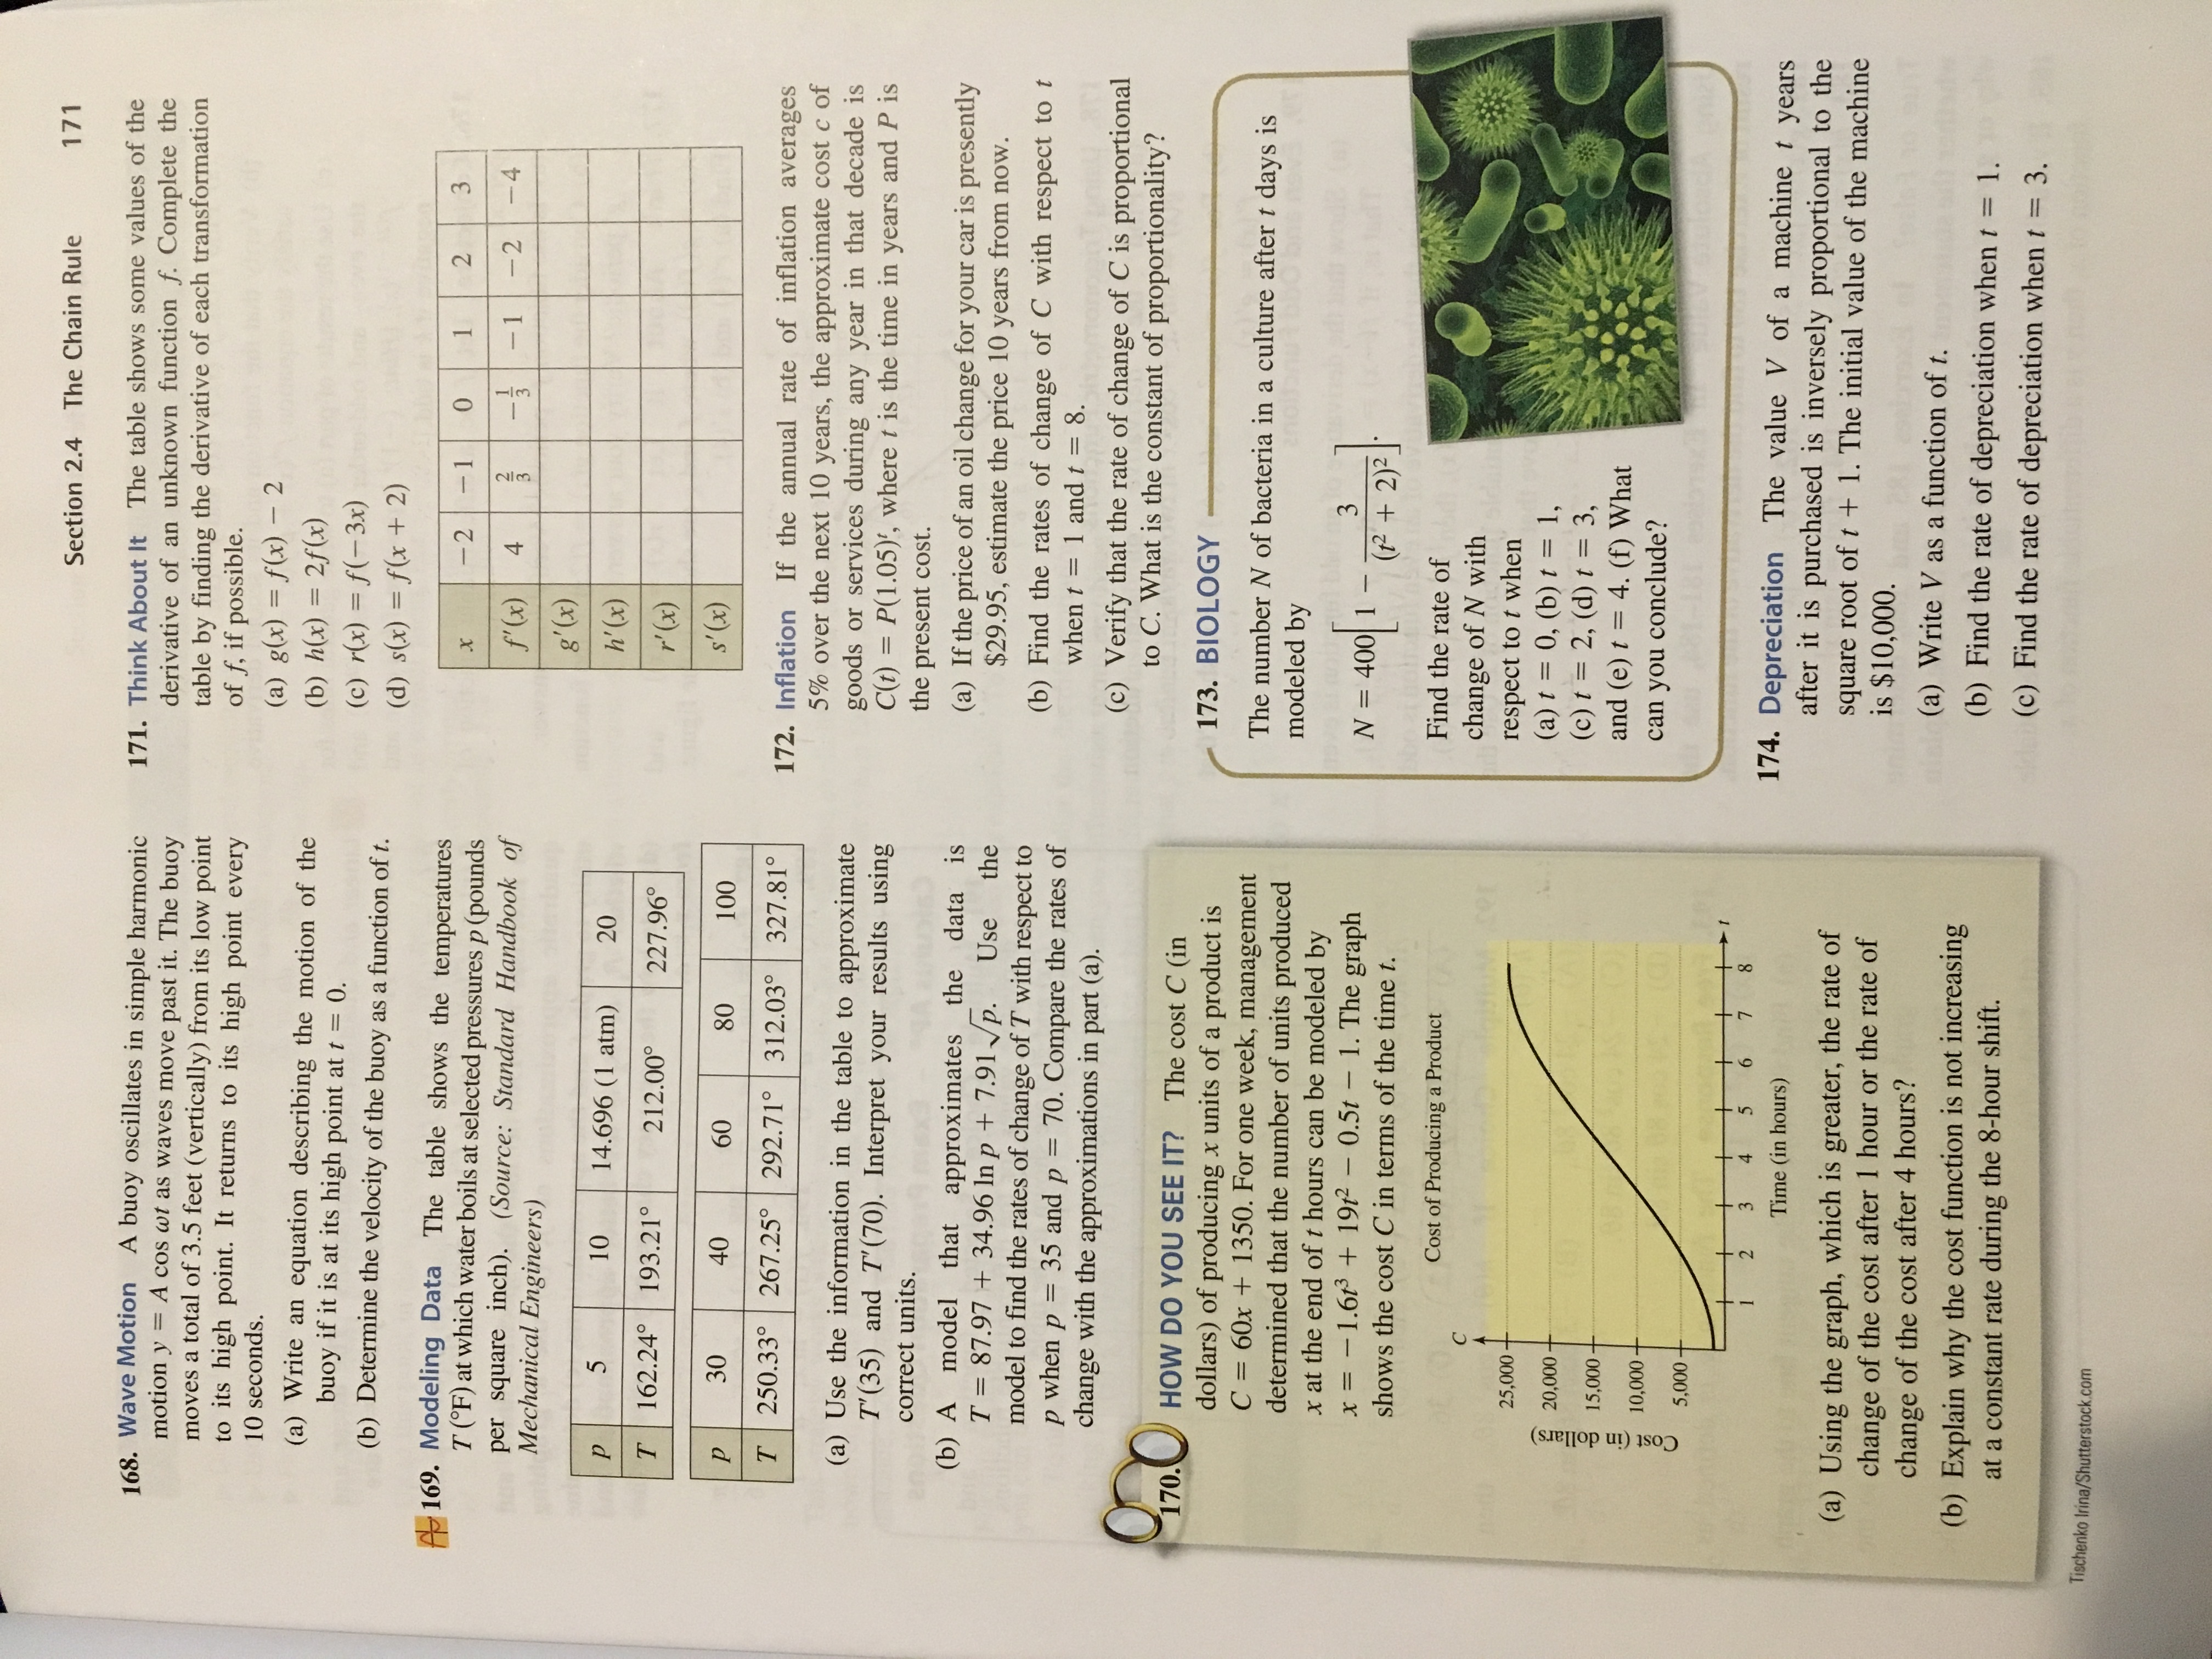 Section 2.4 The Chain Rule 171
168. Wave Motion A buoy oscillates in simple harmonic
motion y = A cos ωt as waves move past it. The buoy
moves a total of 3.5 feet (vertically) from its low point
to its high point. It returns to its high point every
10 seconds.
(a) Write an equation describing the motion of the
buoy if it is at its high point at t = 0.
(b) Determine the velocity of the buoy as a function of t.
169. Modeling Data The table shows the temperatures
T (°F) at which water boils at selected pressures p (pounds
per square inch). (Source: Standard Handbook of
Mechanical Engineers)
p 5 10 14.696 (1 atm) 20
T 162.24° 193.21° 212.00° 227.96°
p 30 40 60 80 100
T 250.33° 267.25° 292.71° 312.03° 327.81°
(a) Use the information in the table to approximate
T′(35) and T′(70). Interpret your results using
correct units.
(b) A model that approximates the data is
T = 87.97 + 34.96 ln p + 7.91√p. Use the
model to find the rates of change of T with respect to
p when p = 35 and p = 70. Compare the rates of
change with the approximations in part (a).
170. HOW DO YOU SEE IT? The cost C (in
dollars) of producing x units of a product is
C = 60x + 1350. For one week, management
determined that the number of units produced
x at the end of t hours can be modeled by
x = −1.6t³ + 19t² − 0.5t − 1. The graph
shows the cost C in terms of the time t.
Cost of Producing a Product
C
25,000
20,000
15,000
10,000
5,000
Cost (in dollars)
t
1 2 3 4 5 6 7 8
Time (in hours)
(a) Using the graph, which is greater, the rate of
change of the cost after 1 hour or the rate of
change of the cost after 4 hours?
(b) Explain why the cost function is not increasing
at a constant rate during the 8-hour shift.
Tischenko Irina/Shutterstock.com
171. Think About It The table shows some values of the
derivative of an unknown function f. Complete the
table by finding the derivative of each transformation
of f, if possible.
(a) g(x) = f(x) − 2
(b) h(x) = 2f(x)
(c) r(x) = f(−3x)
(d) s(x) = f(x + 2)
x −2 −1 0 1 2 3
f′(x) 4 2/3 −1/3 −1 −2 −4
g′(x)
h′(x)
r′(x)
s′(x)
172. Inflation If the annual rate of inflation averages
5% over the next 10 years, the approximate cost c of
goods or services during any year in that decade is
C(t) = P(1.05)ᵗ, where t is the time in years and P is
the present cost.
(a) If the price of an oil change for your car is presently
$29.95, estimate the price 10 years from now.
(b) Find the rates of change of C with respect to t
when t = 1 and t = 8.
(c) Verify that the rate of change of C is proportional
to C. What is the constant of proportionality?
173. BIOLOGY
The number N of bacteria in a culture after t days is
modeled by
N = 400[1 − 3/(t² + 2)²].
Find the rate of
change of N with
respect to t when
(a) t = 0, (b) t = 1,
(c) t = 2, (d) t = 3,
and (e) t = 4. (f) What
can you conclude?
174. Depreciation The value V of a machine t years
after it is purchased is inversely proportional to the
square root of t + 1. The initial value of the machine
is $10,000.
(a) Write V as a function of t.
(b) Find the rate of depreciation when t = 1.
(c) Find the rate of depreciation when t = 3.